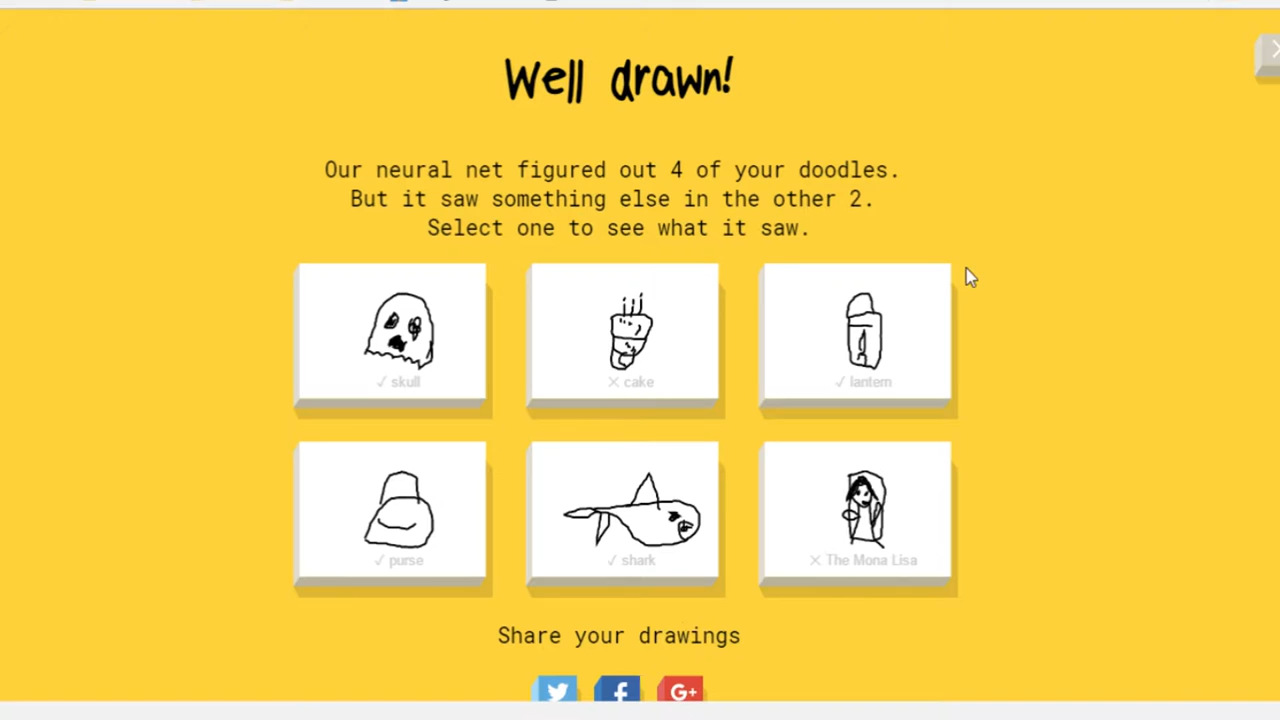 Well drawn!
Our neural net figured out 4 of your doodles.
But it saw something else in the other 2.
Select one to see what it saw.
✓ skull
✕ cake
✓ lantern
✓ purse
✓ shark
✕ The Mona Lisa
Share your drawings
f
G+